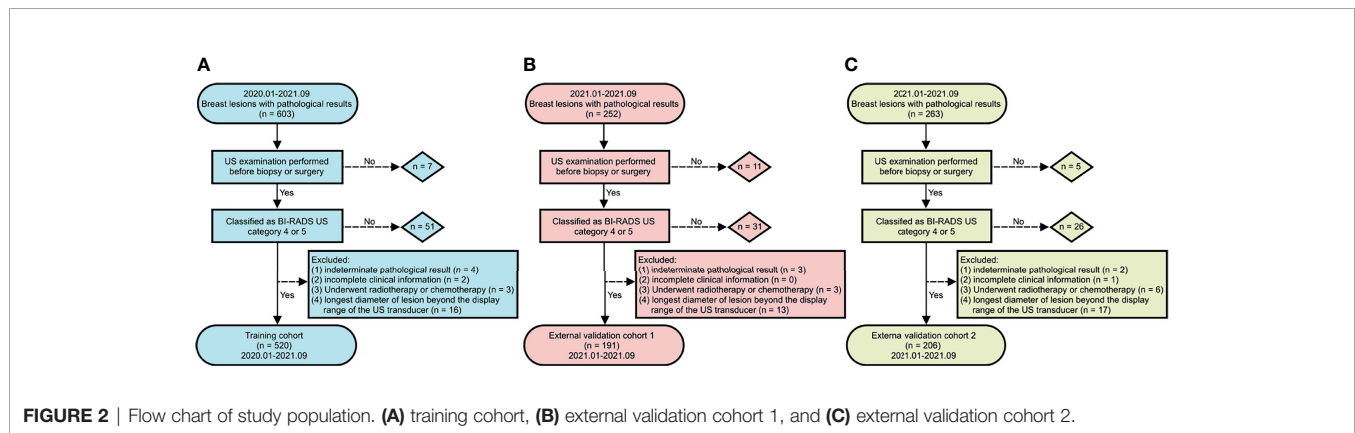 A
2020.01-2021.09
Breast lesions with pathological results
(n = 603)
US examination performed
before biopsy or surgery
No
n = 7
Yes
Classified as BI-RADS US
category 4 or 5
No
n = 51
Excluded:
(1) indeterminate pathological result (n = 4)
(2) incomplete clinical information (n = 2)
(3) Underwent radiotherapy or chemotherapy (n = 3)
(4) longest diameter of lesion beyond the display
range of the US transducer (n = 16)
Yes
Training cohort
(n = 520)
2020.01-2021.09
B
2021.01-2021.09
Breast lesions with pathological results
(n = 252)
US examination performed
before biopsy or surgery
No
n = 11
Yes
Classified as BI-RADS US
category 4 or 5
No
n = 31
Excluded:
(1) indeterminate pathological result (n = 3)
(2) incomplete clinical information (n = 0)
(3) Underwent radiotherapy or chemotherapy (n = 3)
(4) longest diameter of lesion beyond the display
range of the US transducer (n = 13)
Yes
External validation cohort 1
(n = 191)
2021.01-2021.09
C
2021.01-2021.09
Breast lesions with pathological results
(n = 263)
US examination performed
before biopsy or surgery
No
n = 5
Yes
Classified as BI-RADS US
category 4 or 5
No
n = 26
Excluded:
(1) indeterminate pathological result (n = 2)
(2) incomplete clinical information (n = 1)
(3) Underwent radiotherapy or chemotherapy (n = 6)
(4) longest diameter of lesion beyond the display
range of the US transducer (n = 17)
Yes
Externa validation cohort 2
(n = 206)
2021.01-2021.09
FIGURE 2 | Flow chart of study population. (A) training cohort, (B) external validation cohort 1, and (C) external validation cohort 2.